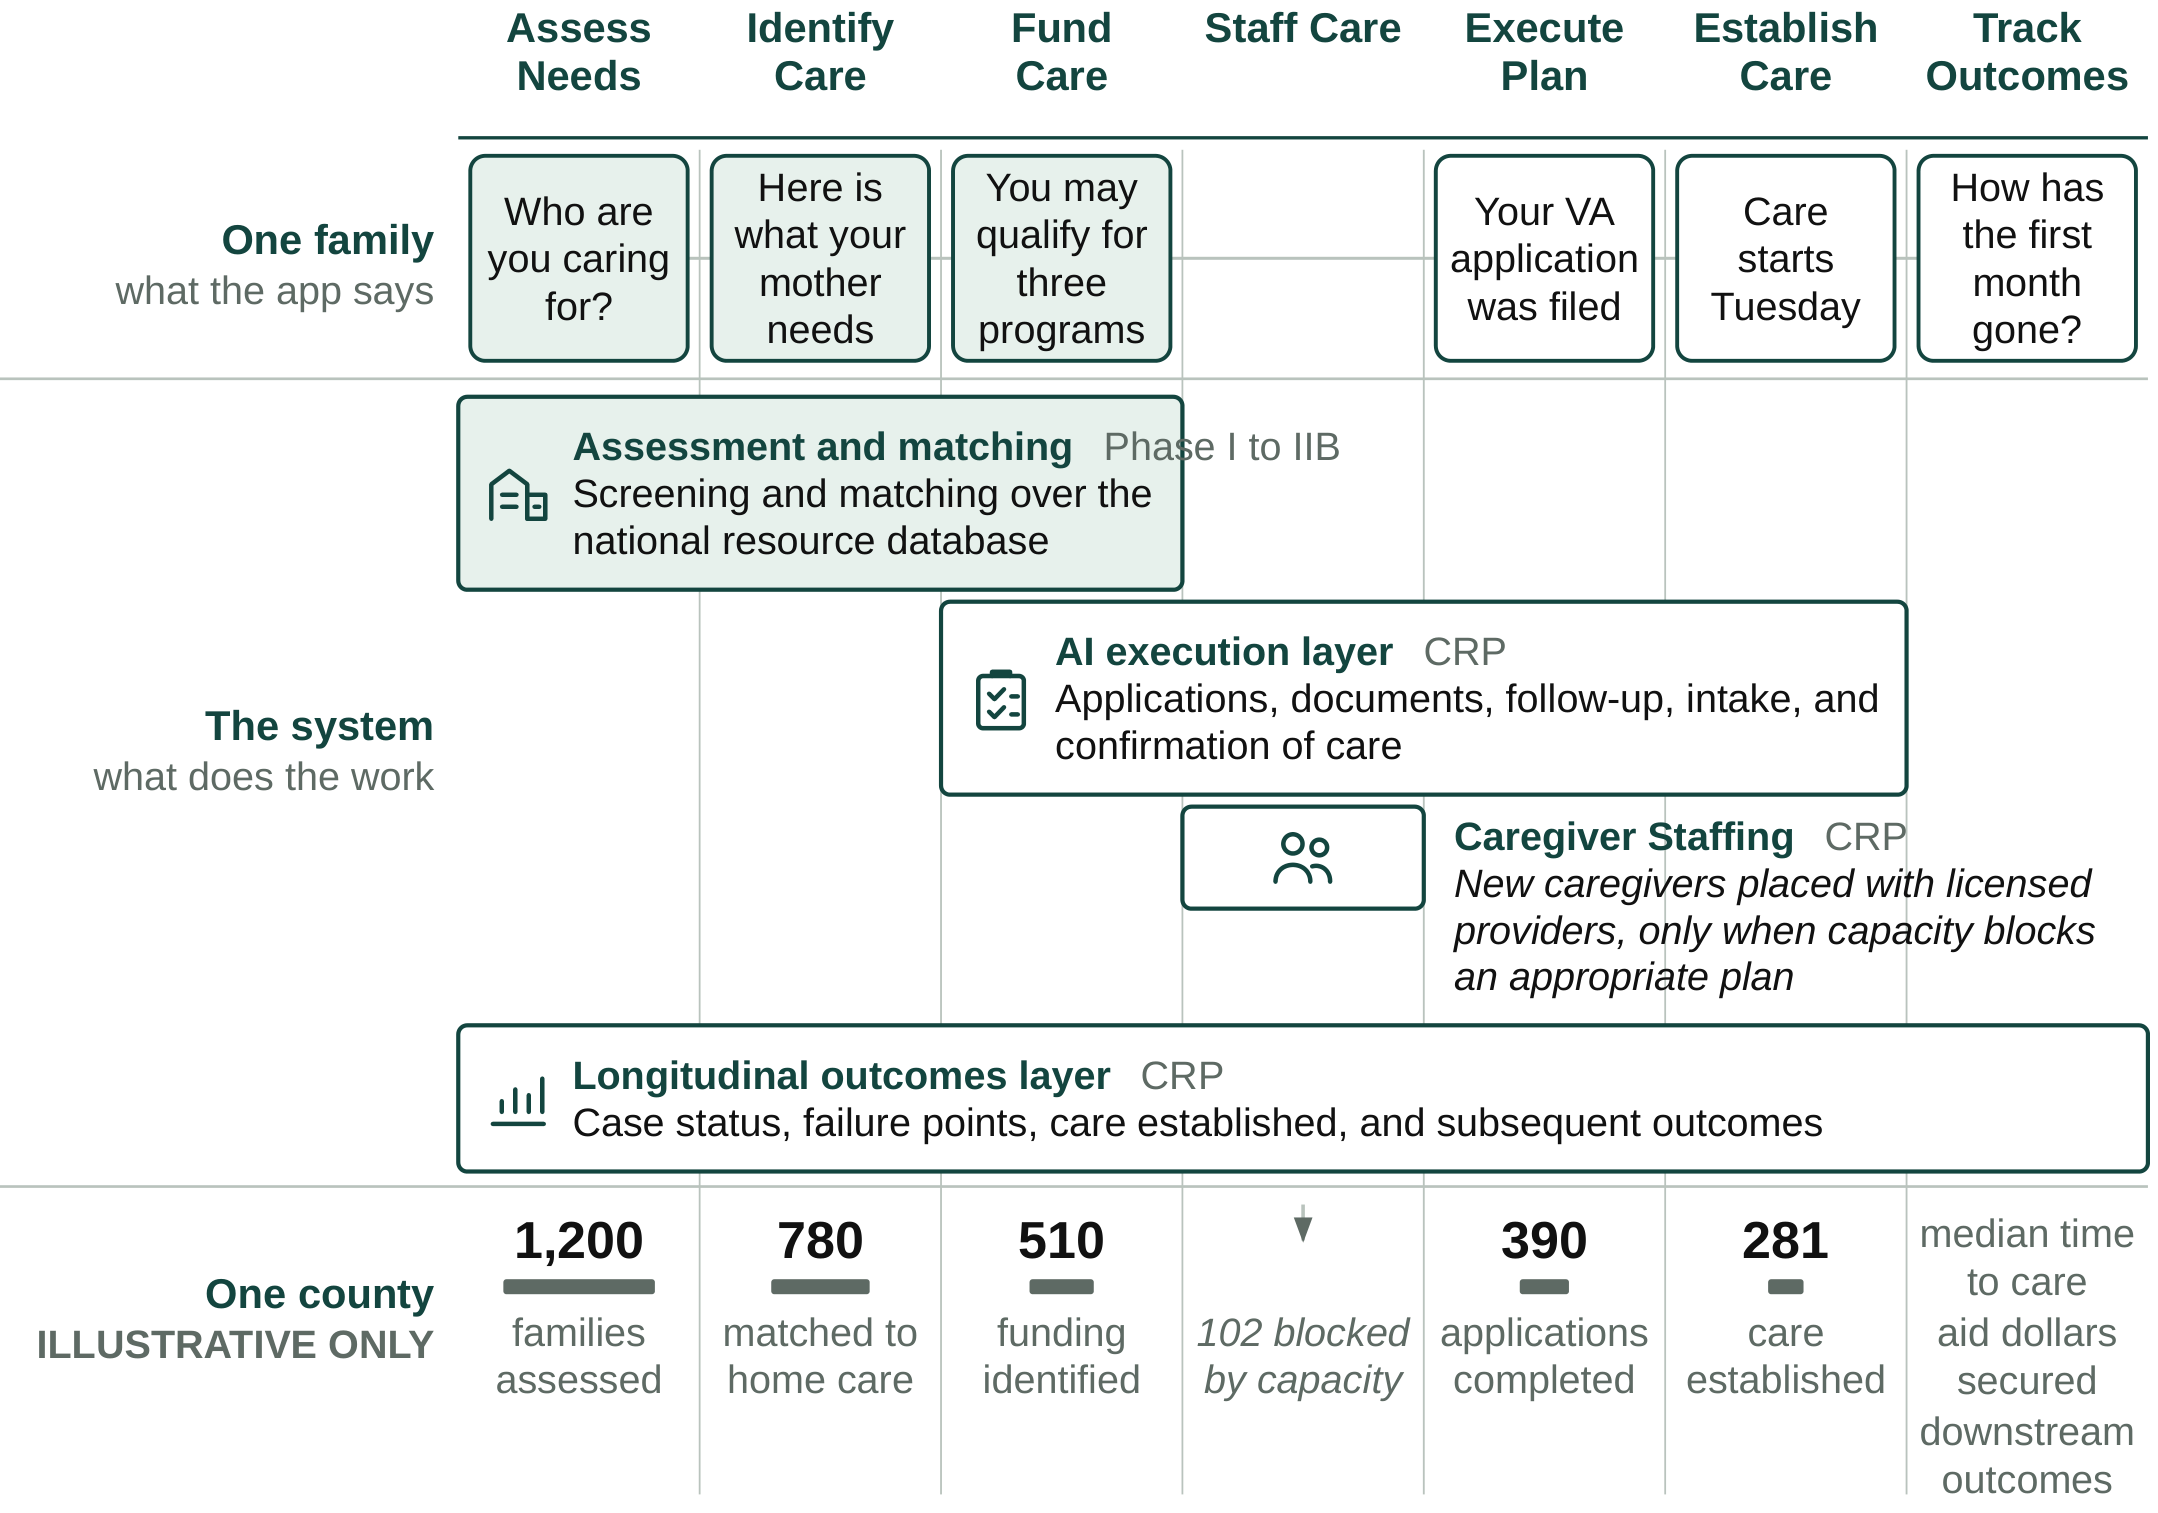 Assess
Needs
Identify
Care
Fund
Care
Staff Care
Execute
Plan
Establish
Care
Track
Outcomes
One family
what the app says
Who are
you caring
for?
Here is
what your
mother
needs
You may
qualify for
three
programs
Your VA
application
was filed
Care
starts
Tuesday
How has
the first
month
gone?
The system
what does the work
Assessment and matching Phase I to IIB
Screening and matching over the
national resource database
AI execution layer CRP
Applications, documents, follow-up, intake, and
confirmation of care
Caregiver Staffing CRP
New caregivers placed with licensed
providers, only when capacity blocks
an appropriate plan
Longitudinal outcomes layer CRP
Case status, failure points, care established, and subsequent outcomes
One county
ILLUSTRATIVE ONLY
1,200
families
assessed
780
matched to
home care
510
funding
identified
102 blocked
by capacity
390
applications
completed
281
care
established
median time
to care
aid dollars
secured
downstream
outcomes